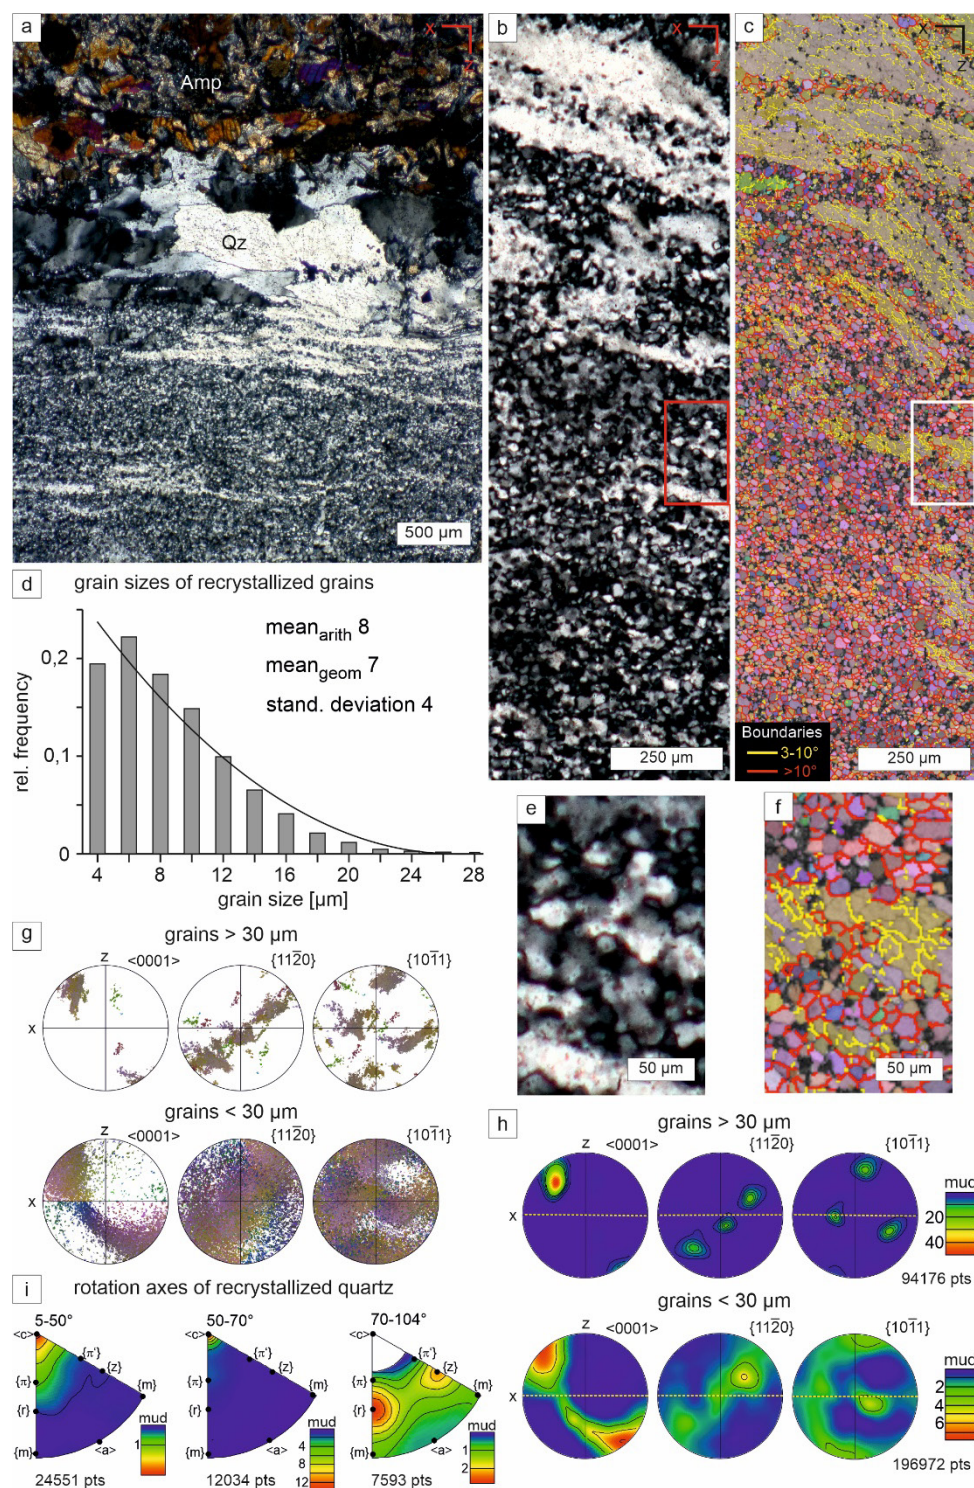 a
x
z
Amp
Qz
500 µm
b
x
z
250 µm
c
x
z
Boundaries
3-10°
>10°
250 µm
d
grain sizes of recrystallized grains
mean_arith 8
mean_geom 7
stand. deviation 4
rel. frequency
0,2
0,1
0
4 8 12 16 20 24 28
grain size [µm]
e
50 µm
f
50 µm
g
grains > 30 µm
z <0001> {112̅0} {101̅1}
x
grains < 30 µm
z <0001> {112̅0} {101̅1}
x
h
grains > 30 µm
z <0001> {112̅0} {101̅1}
x
mud
20
40
94176 pts
grains < 30 µm
z <0001> {112̅0} {101̅1}
x
mud
2
4
6
196972 pts
i
rotation axes of recrystallized quartz
5-50°
<c>
{π'}
{z}
{π}
{m}
{r}
{m}
<a>
mud
1
24551 pts
50-70°
<c>
{π'}
{z}
{π}
{m}
{r}
{m}
<a>
mud
4
8
12
12034 pts
70-104°
<c>
{π'}
{z}
{π}
{m}
{r}
{m}
<a>
mud
1
2
7593 pts